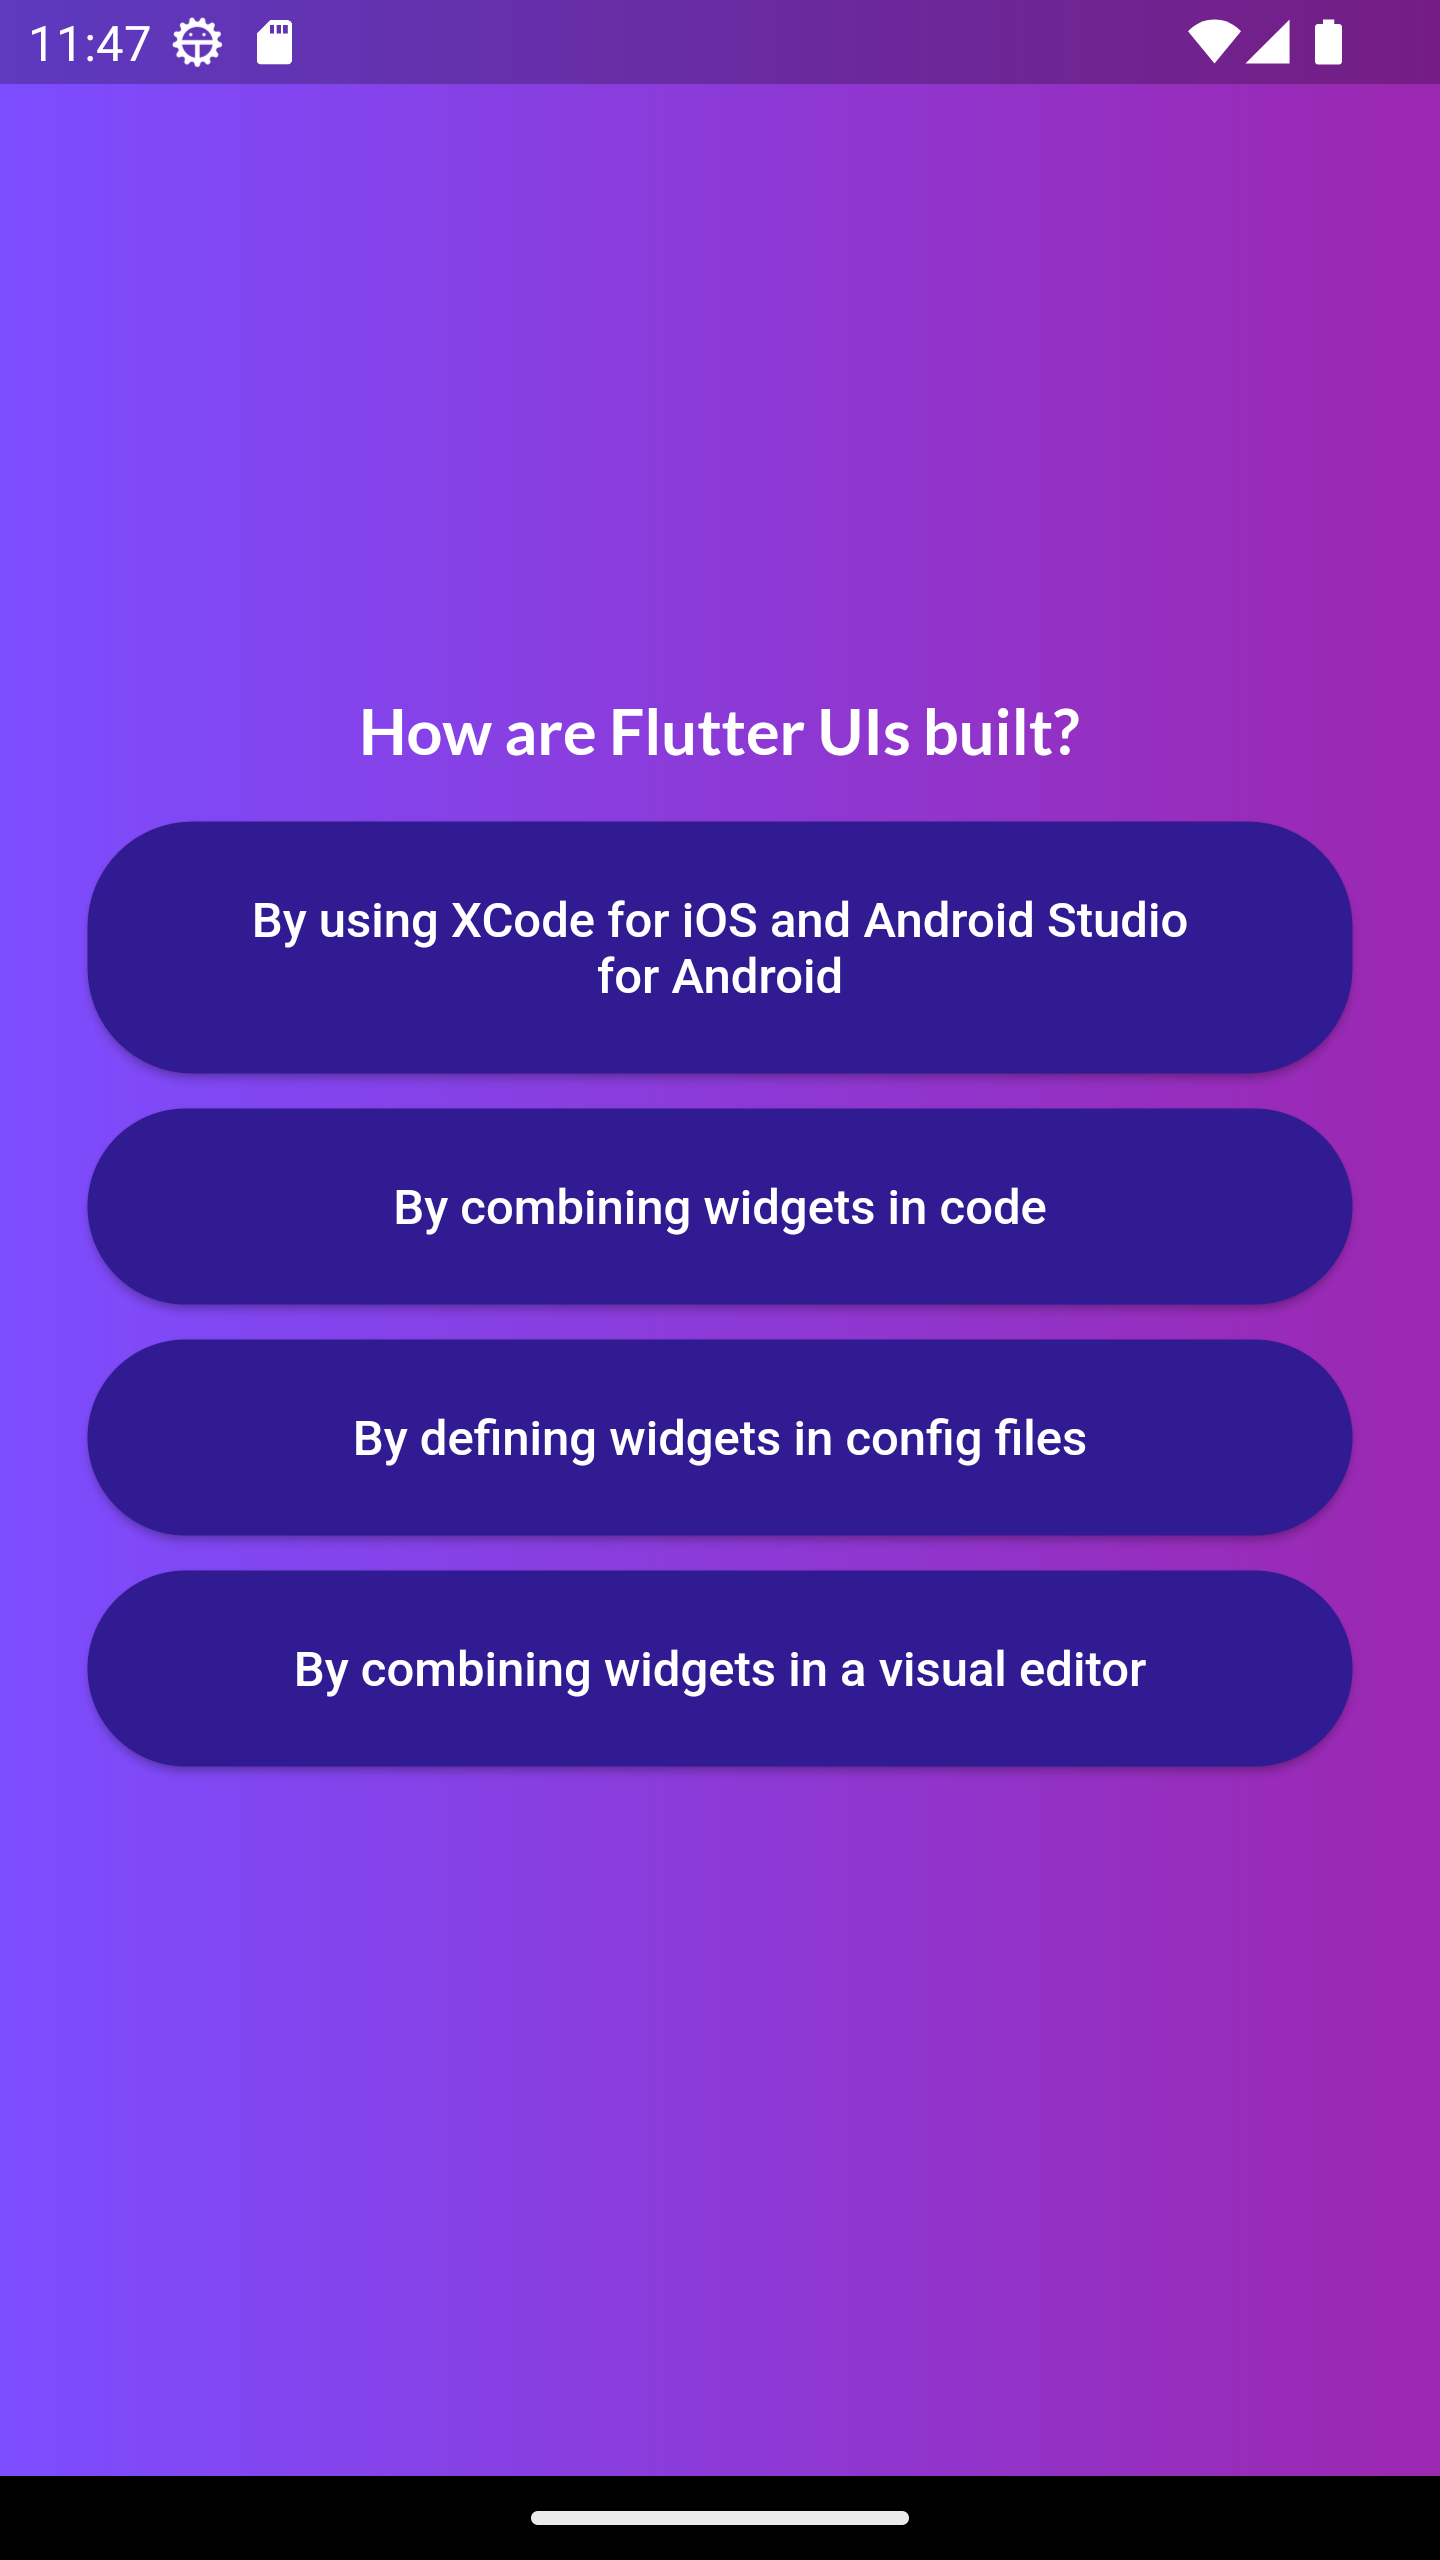 11:47
How are Flutter UIs built?
By using XCode for iOS and Android Studio
for Android
By combining widgets in code
By defining widgets in config files
By combining widgets in a visual editor